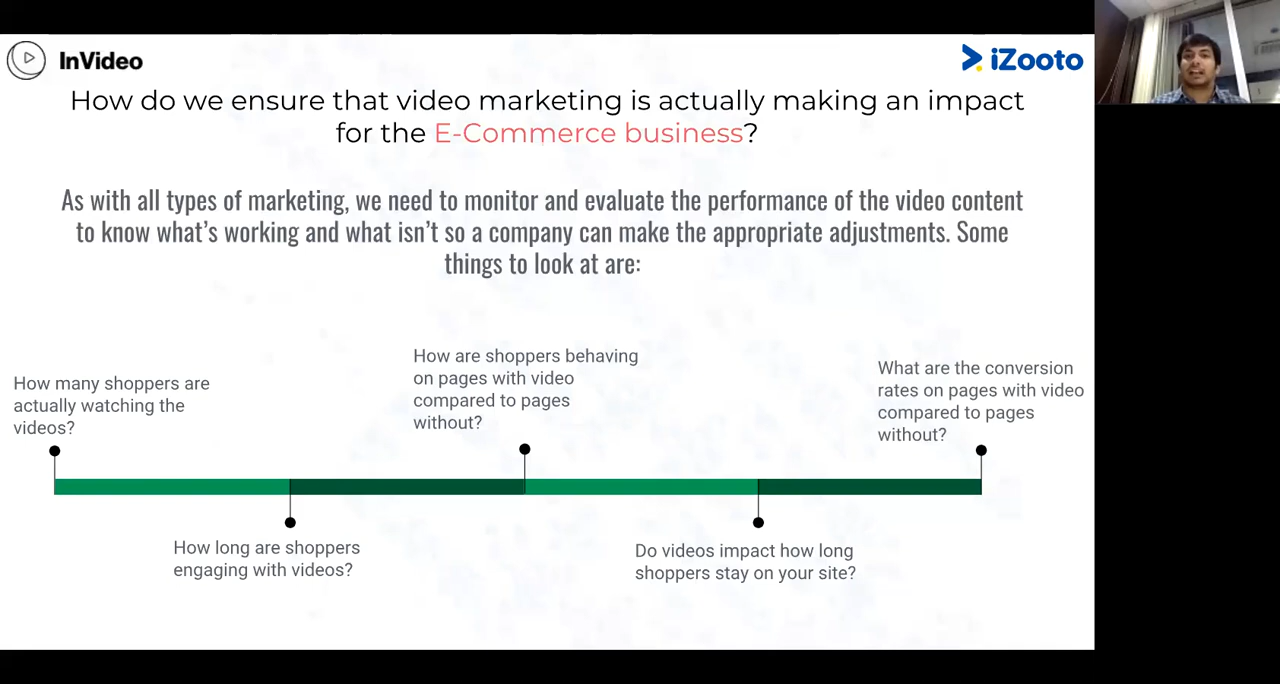 InVideo
iZooto
How do we ensure that video marketing is actually making an impact
for the E-Commerce business?
As with all types of marketing, we need to monitor and evaluate the performance of the video content
to know what’s working and what isn’t so a company can make the appropriate adjustments. Some
things to look at are:
How many shoppers are
actually watching the
videos?
How long are shoppers
engaging with videos?
How are shoppers behaving
on pages with video
compared to pages
without?
Do videos impact how long
shoppers stay on your site?
What are the conversion
rates on pages with video
compared to pages
without?